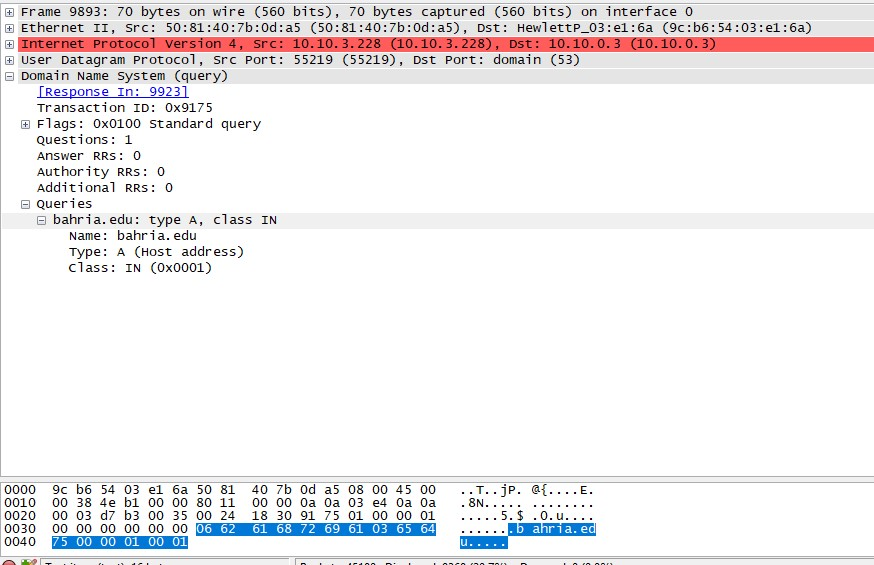 Frame 9893: 70 bytes on wire (560 bits), 70 bytes captured (560 bits) on interface 0
Ethernet II, Src: 50:81:40:7b:0d:a5 (50:81:40:7b:0d:a5), Dst: HewlettP_03:e1:6a (9c:b6:54:03:e1:6a)
Internet Protocol Version 4, Src: 10.10.3.228 (10.10.3.228), Dst: 10.10.0.3 (10.10.0.3)
User Datagram Protocol, Src Port: 55219 (55219), Dst Port: domain (53)
Domain Name System (query)
[Response In: 9923]
Transaction ID: 0x9175
Flags: 0x0100 Standard query
Questions: 1
Answer RRs: 0
Authority RRs: 0
Additional RRs: 0
Queries
bahria.edu: type A, class IN
Name: bahria.edu
Type: A (Host address)
Class: IN (0x0001)
0000 9c b6 54 03 e1 6a 50 81 40 7b 0d a5 08 00 45 00 ..T..jP. @{....E.
0010 00 38 4e b1 00 00 80 11 00 00 0a 0a 03 e4 0a 0a .8N..... ........
0020 00 03 d7 b3 00 35 00 24 18 30 91 75 01 00 00 01 .....5.$ .0.u....
0030 00 00 00 00 00 00 06 62 61 68 72 69 61 03 65 64 .......b ahria.ed
0040 75 00 00 01 00 01 u.....